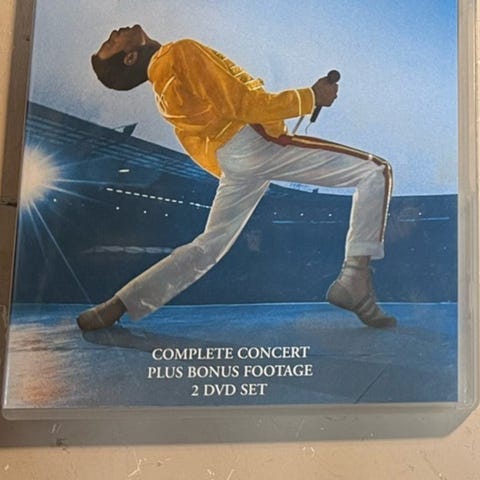 COMPLETE CONCERT
PLUS BONUS FOOTAGE
2 DVD SET